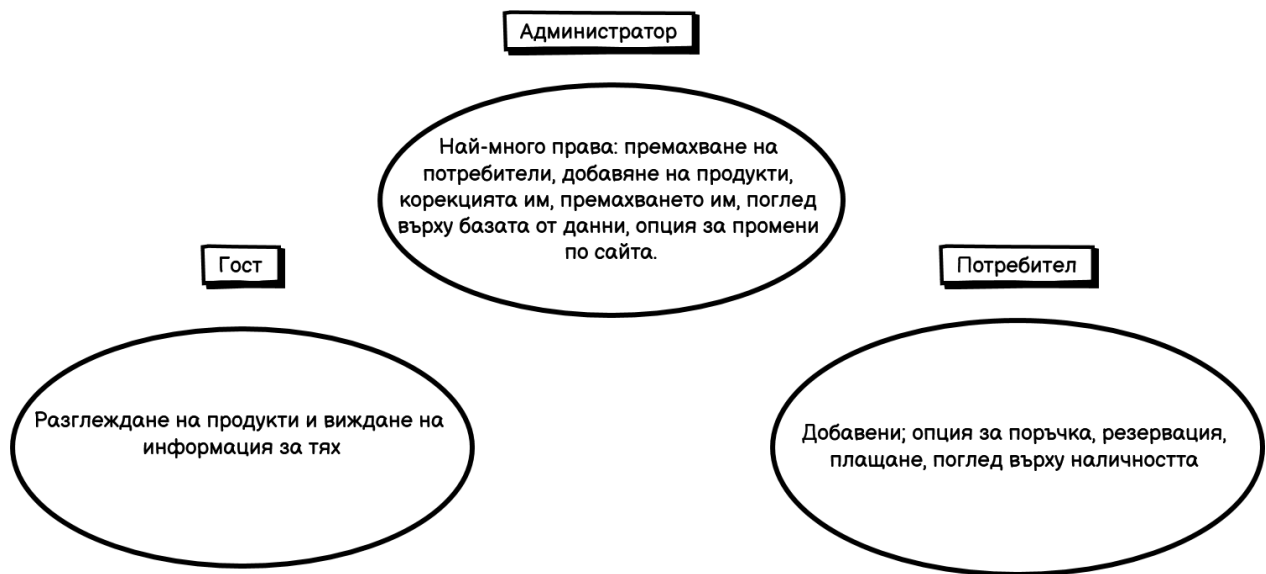 Администратор
Най-много права: премахване на
потребители, добавяне на продукти,
корекцията им, премахването им, поглед
върху базата от данни, опция за промени
по сайта.
Гост
Потребител
Разглеждане на продукти и виждане на
информация за тях
Добавени; опция за поръчка, резервация,
плащане, поглед върху наличността